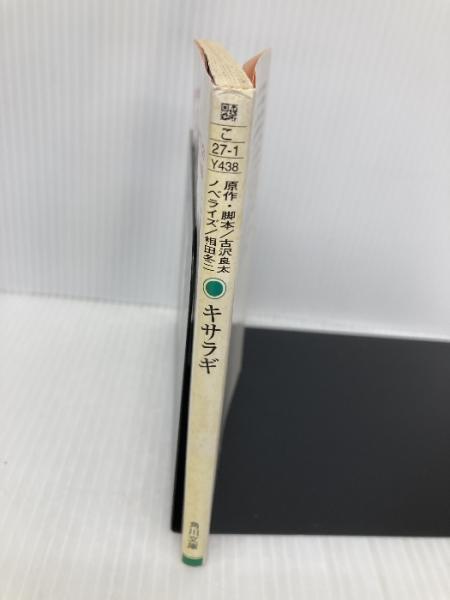 こ
27-1
Y438
原作・脚本/古沢良太
ノベライズ/相田冬二
キサラギ
角川文庫